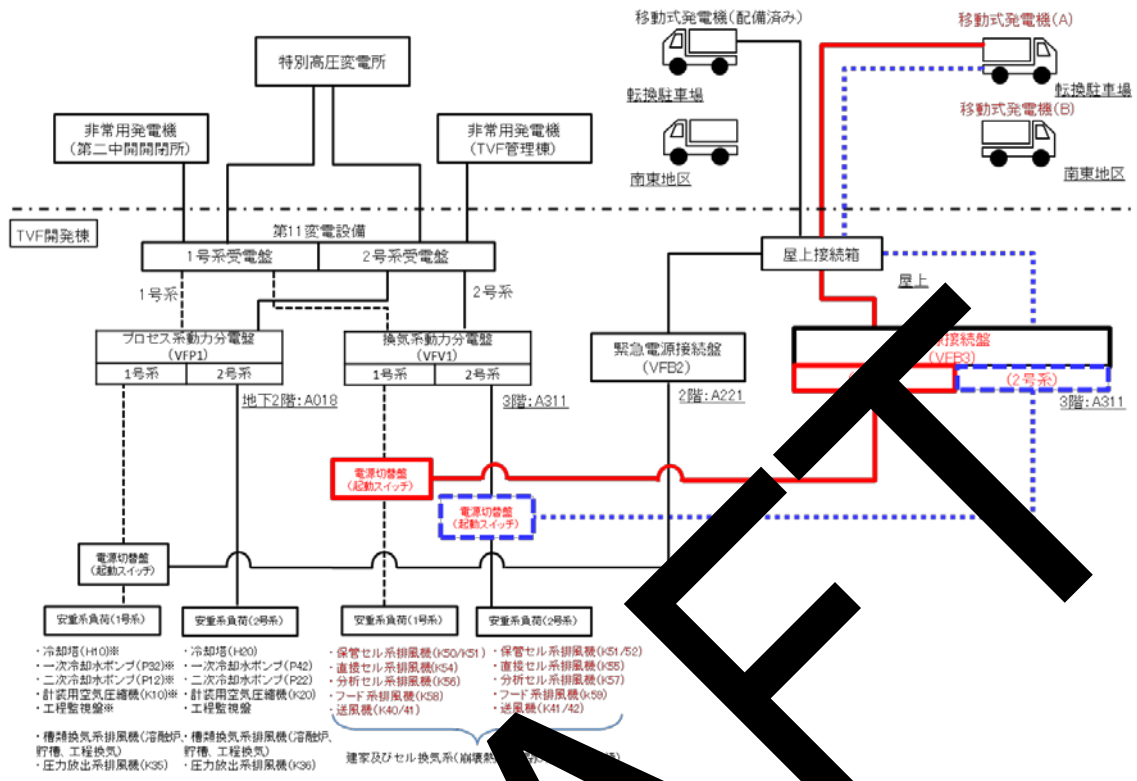 移動式発電機(配備済み)
移動式発電機(A)
特別高圧変電所
転換駐車場
転換駐車場
移動式発電機(B)
非常用発電機
(第二中開開閉所)
非常用発電機
(TVF管理棟)
南東地区
南東地区
TVF開発棟
第11変電設備
1号系受電盤
2号系受電盤
屋上接続箱
屋上
1号系
2号系
プロセス系動力分電盤
(VFP1)
1号系
2号系
地下2階:A018
換気系動力分電盤
(VFV1)
1号系
2号系
3階:A311
緊急電源接続盤
(VFB2)
2階:A221
接続盤
(VFB3)
(2号系)
3階:A311
電源切替盤
(起動スイッチ)
電源切替盤
(起動スイッチ)
電源切替盤
(起動スイッチ)
安重系負荷(1号系)
安重系負荷(2号系)
安重系負荷(1号系)
安重系負荷(2号系)
・冷却塔(H10)※
・一次冷却水ポンプ(P32)※
・二次冷却水ポンプ(P12)※
・計装用空気圧縮機(K10)※
・工程監視盤※
・槽類換気系排風機(溶融炉、
貯槽、工程換気)
・圧力放出系排風機(K35)
・冷却塔(H20)
・一次冷却水ポンプ(P42)
・二次冷却水ポンプ(P22)
・計装用空気圧縮機(K20)
・工程監視盤
・槽類換気系排風機(溶融炉、
貯槽、工程換気)
・圧力放出系排風機(K36)
・保管セル系排風機(K50/K51)
・直接セル系排風機(K54)
・分析セル系排風機(K56)
・フード系排風機(K58)
・送風機(K40/41)
・保管セル系排風機(K51/52)
・直接セル系排風機(K55)
・分析セル系排風機(K57)
・フード系排風機(k59)
・送風機(K41/42)
建家及びセル換気系(崩壊熱